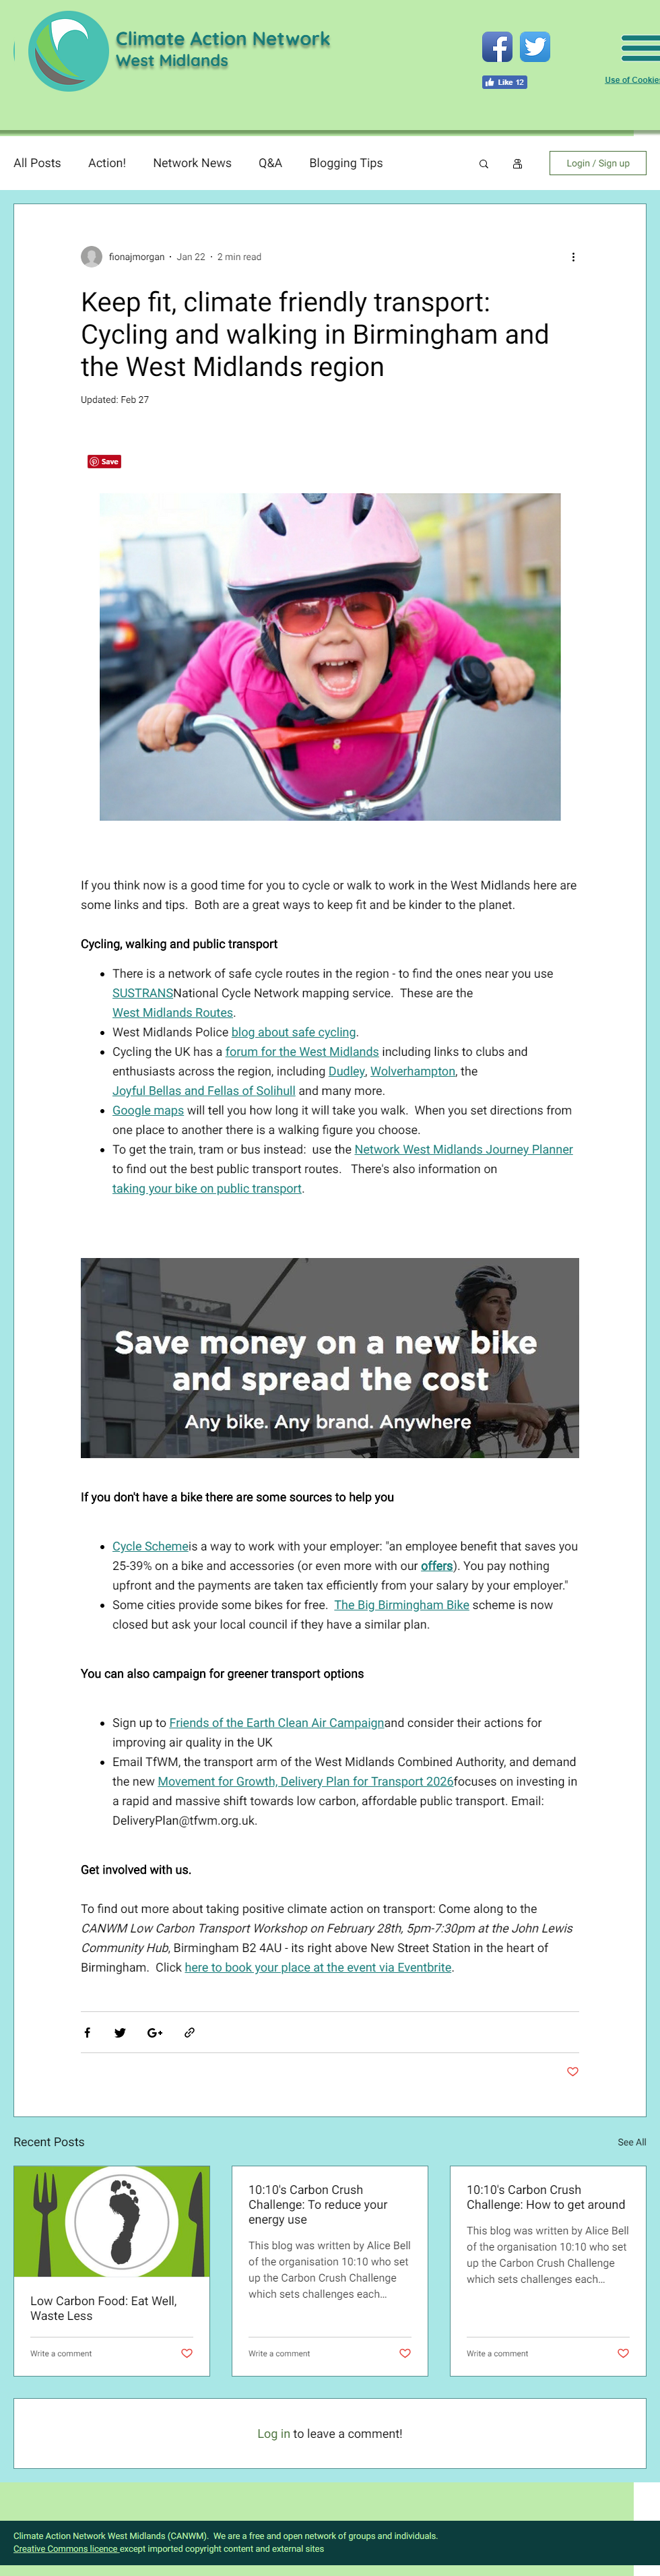 Climate Action Network
West Midlands
Like 12
Use of Cookies
All Posts
Action!
Network News
Q&A
Blogging Tips
Login / Sign up
fionajmorgan · Jan 22 · 2 min read
Keep fit, climate friendly transport:
Cycling and walking in Birmingham and
the West Midlands region
Updated: Feb 27
Save
If you think now is a good time for you to cycle or walk to work in the West Midlands here are
some links and tips.  Both are a great ways to keep fit and be kinder to the planet.
Cycling, walking and public transport
• There is a network of safe cycle routes in the region - to find the ones near you use
SUSTRANSNational Cycle Network mapping service.  These are the
West Midlands Routes.
• West Midlands Police blog about safe cycling.
• Cycling the UK has a forum for the West Midlands including links to clubs and
enthusiasts across the region, including Dudley, Wolverhampton, the
Joyful Bellas and Fellas of Solihull and many more.
• Google maps will tell you how long it will take you walk.  When you set directions from
one place to another there is a walking figure you choose.
• To get the train, tram or bus instead:  use the Network West Midlands Journey Planner
to find out the best public transport routes.   There's also information on
taking your bike on public transport.
Save money on a new bike
and spread the cost
Any bike. Any brand. Anywhere
If you don't have a bike there are some sources to help you
• Cycle Schemeis a way to work with your employer: "an employee benefit that saves you
25-39% on a bike and accessories (or even more with our offers). You pay nothing
upfront and the payments are taken tax efficiently from your salary by your employer."
• Some cities provide some bikes for free.  The Big Birmingham Bike scheme is now
closed but ask your local council if they have a similar plan.
You can also campaign for greener transport options
• Sign up to Friends of the Earth Clean Air Campaignand consider their actions for
improving air quality in the UK
• Email TfWM, the transport arm of the West Midlands Combined Authority, and demand
the new Movement for Growth, Delivery Plan for Transport 2026focuses on investing in
a rapid and massive shift towards low carbon, affordable public transport. Email:
DeliveryPlan@tfwm.org.uk.
Get involved with us.
To find out more about taking positive climate action on transport: Come along to the
CANWM Low Carbon Transport Workshop on February 28th, 5pm-7:30pm at the John Lewis
Community Hub, Birmingham B2 4AU - its right above New Street Station in the heart of
Birmingham.  Click here to book your place at the event via Eventbrite.
Recent Posts
See All
Low Carbon Food: Eat Well,
Waste Less
Write a comment
10:10's Carbon Crush
Challenge: To reduce your
energy use
This blog was written by Alice Bell
of the organisation 10:10 who set
up the Carbon Crush Challenge
which sets challenges each...
Write a comment
10:10's Carbon Crush
Challenge: How to get around
This blog was written by Alice Bell
of the organisation 10:10 who set
up the Carbon Crush Challenge
which sets challenges each...
Write a comment
Log in to leave a comment!
Climate Action Network West Midlands (CANWM).  We are a free and open network of groups and individuals.
Creative Commons licence except imported copyright content and external sites